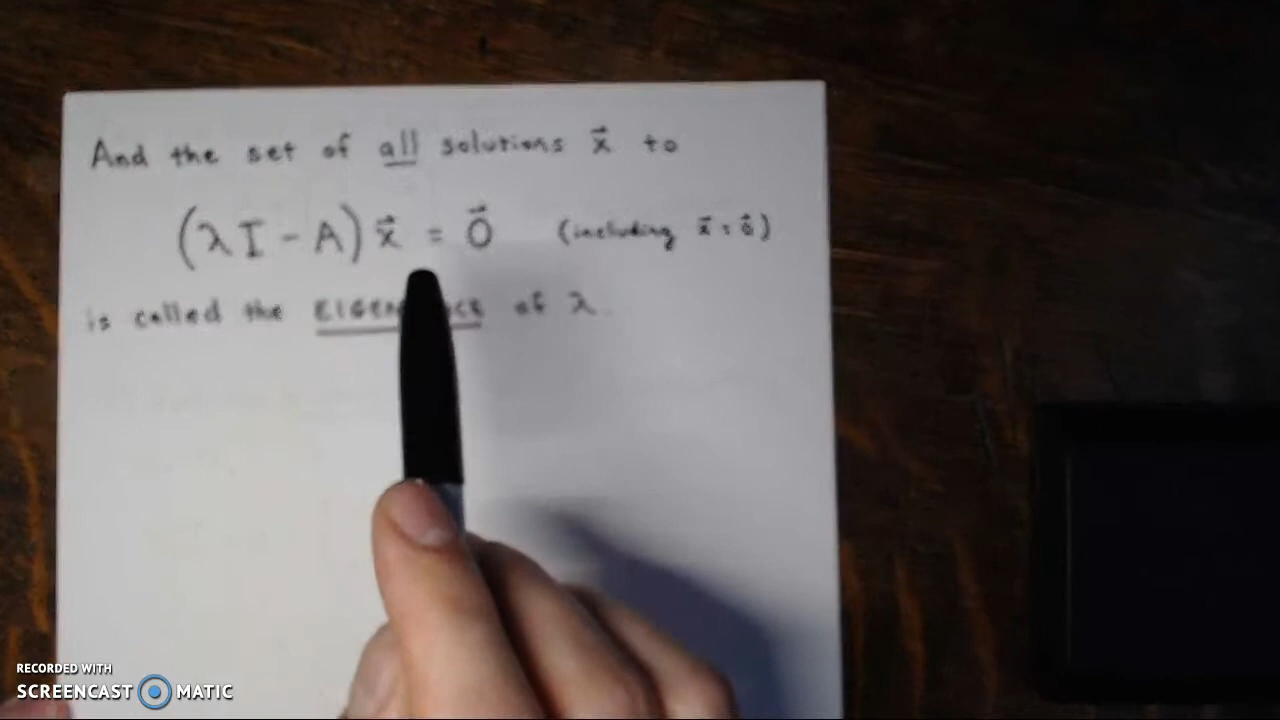 And the set of all solutions x⃗ to
(λI - A)x⃗ = 0⃗ (including x⃗ = 0⃗)
is called the of λ.
RECORDED WITH
SCREENCAST MATIC